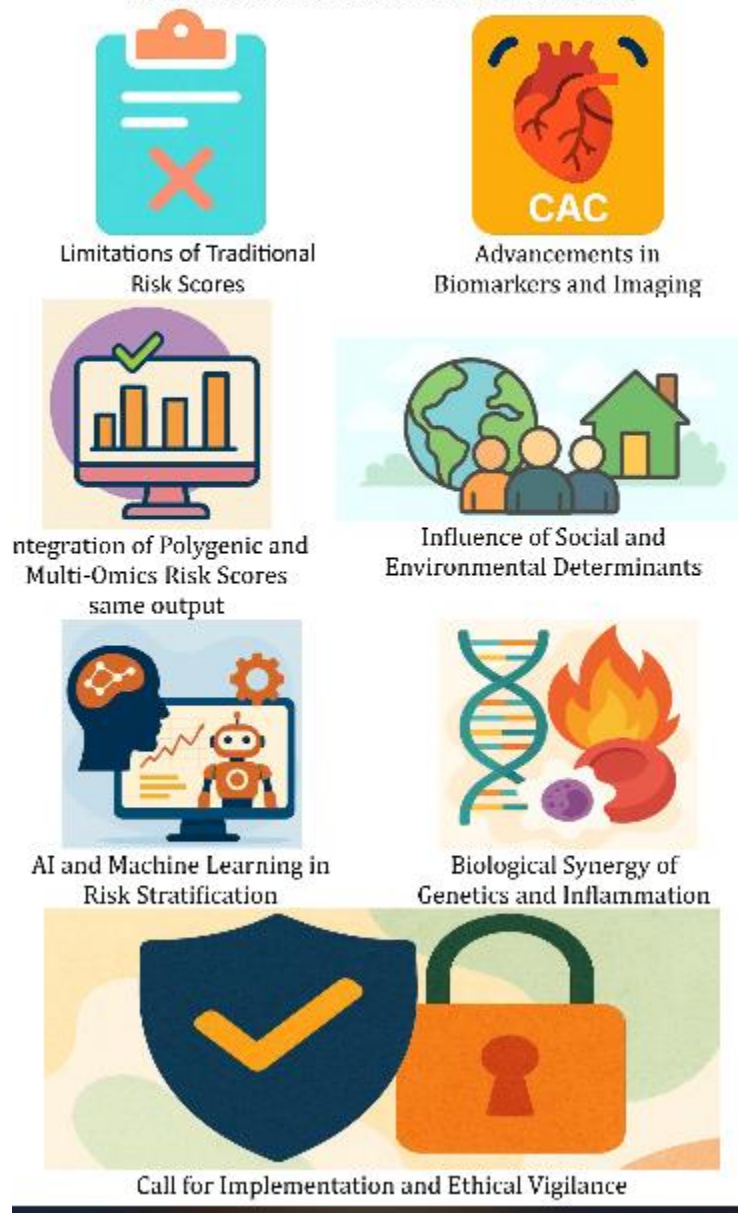 CAC
Limitations of Traditional
Risk Scores
Advancements in
Biomarkers and Imaging
ntegration of Polygenic and
Multi-Omics Risk Scores
same output
Influence of Social and
Environmental Determinants
AI and Machine Learning in
Risk Stratification
Biological Synergy of
Genetics and Inflammation
Call for Implementation and Ethical Vigilance